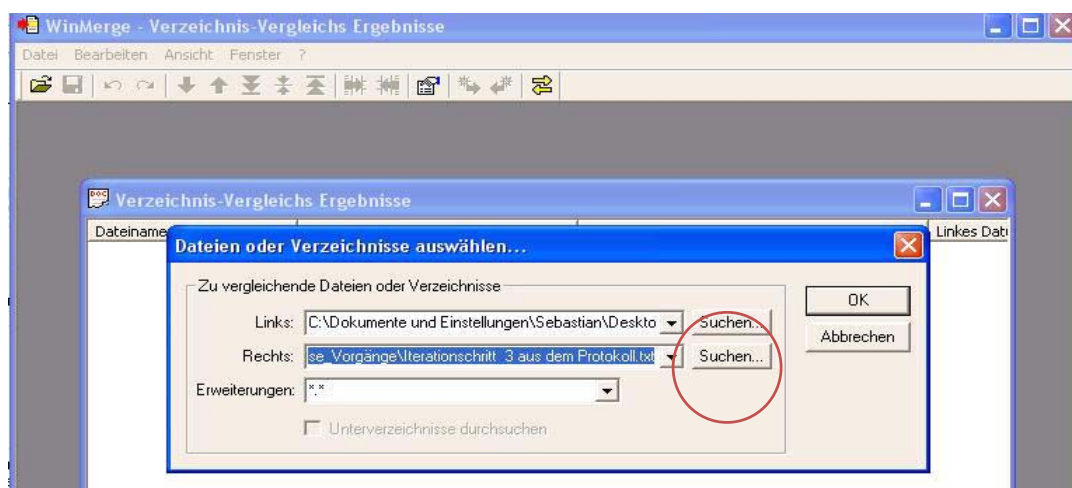 WinMerge - Verzeichnis-Vergleichs Ergebnisse
Datei Bearbeiten Ansicht Fenster ?
Verzeichnis-Vergleichs Ergebnisse
Dateiname Linkes Dat
Dateien oder Verzeichnisse auswählen...
Zu vergleichende Dateien oder Verzeichnisse
Links: C:\Dokumente und Einstellungen\Sebastian\Deskto Suchen... OK
Rechts: se_Vorgänge\Iterationschritt 3 aus dem Protokoll.txt Suchen... Abbrechen
Erweiterungen: *.*
Unterverzeichnisse durchsuchen